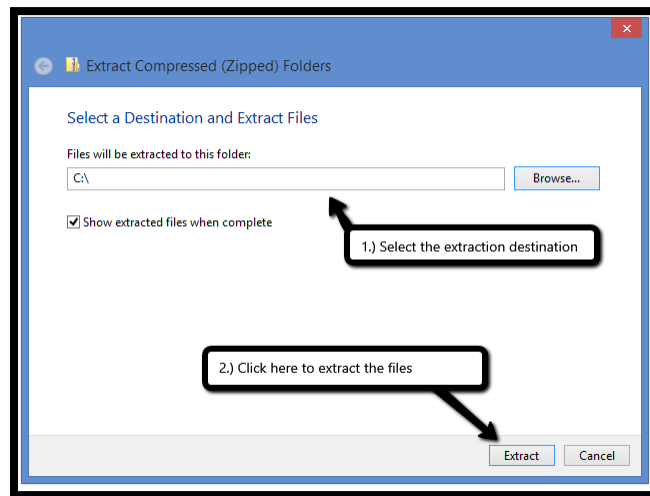 Extract Compressed (Zipped) Folders
Select a Destination and Extract Files
Files will be extracted to this folder:
C:\
Browse...
Show extracted files when complete
1.) Select the extraction destination
2.) Click here to extract the files
Extract Cancel